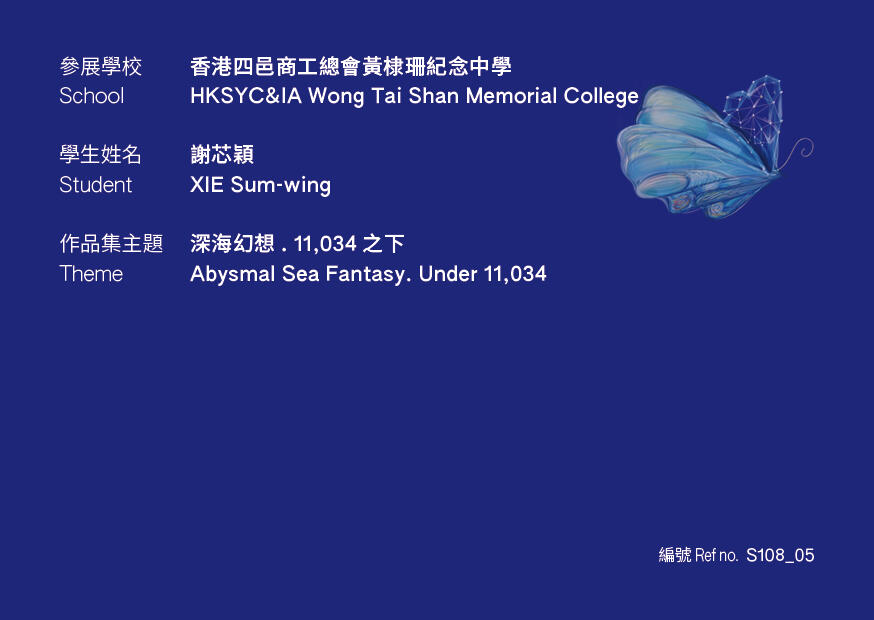 參展學校 香港四邑商工總會黃棣珊紀念中學
School HKSYC&IA Wong Tai Shan Memorial College
學生姓名 謝芯穎
Student XIE Sum-wing
作品集主題 深海幻想 . 11,034 之下
Theme Abysmal Sea Fantasy. Under 11,034
編號 Ref no. S108_05